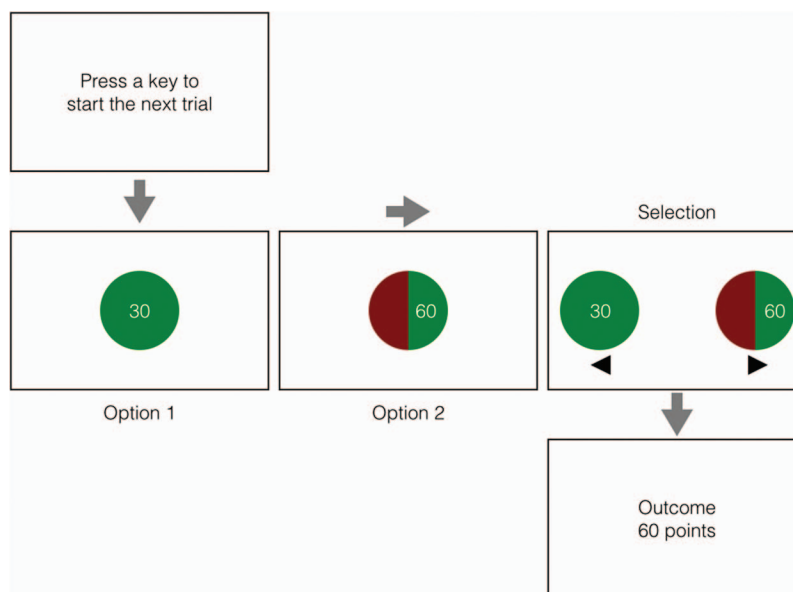 Press a key to
start the next trial
Selection
30
60
30
60
Option 1
Option 2
Outcome
60 points